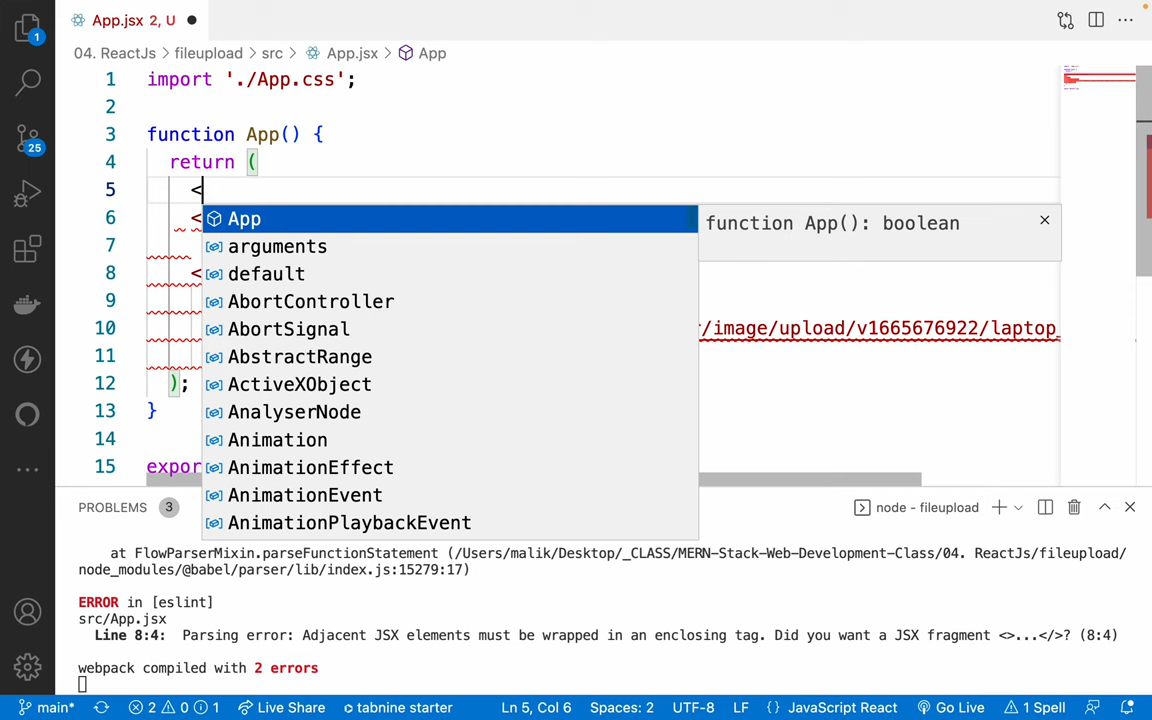 App.jsx 2, U ●
1
04. ReactJs > fileupload > src > App.jsx > App
1 import './App.css';
2
25
3 function App() {
4 return (
5 <
6 <
App
function App(): boolean
7
arguments
8 <
default
9
AbortController
10
AbortSignal
r/image/upload/v1665676922/laptop_
11
AbstractRange
12 );
ActiveXObject
13 }
AnalyserNode
14
Animation
15 expor
AnimationEffect
AnimationEvent
PROBLEMS 3
node - fileupload
AnimationPlaybackEvent
at FlowParserMixin.parseFunctionStatement (/Users/malik/Desktop/_CLASS/MERN-Stack-Web-Development-Class/04. ReactJs/fileupload/
node_modules/@babel/parser/lib/index.js:15279:17)
ERROR in [eslint]
src/App.jsx
Line 8:4: Parsing error: Adjacent JSX elements must be wrapped in an enclosing tag. Did you want a JSX fragment <>...</>? (8:4)
webpack compiled with 2 errors
main* 2 0 1 Live Share tabnine starter Ln 5, Col 6 Spaces: 2 UTF-8 LF {} JavaScript React Go Live 1 Spell